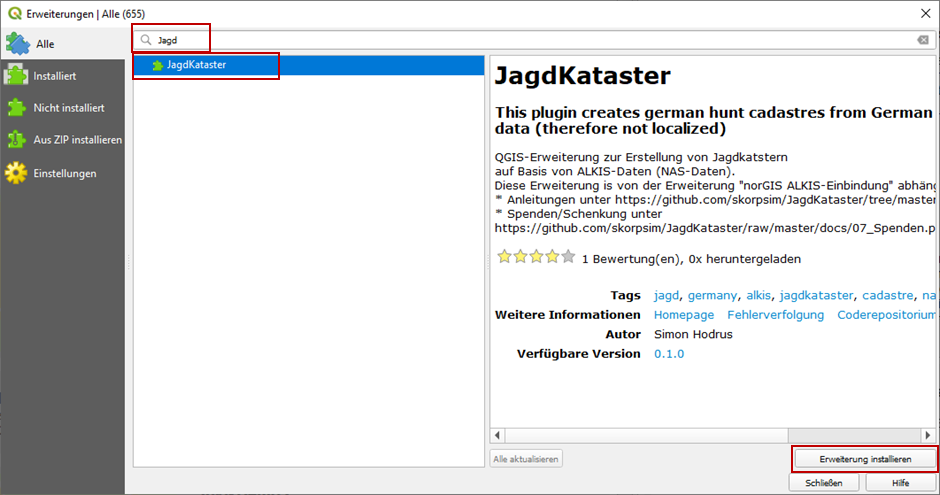 Erweiterungen | Alle (655)
Alle
Installiert
Nicht installiert
Aus ZIP installieren
Einstellungen
Jagd
JagdKataster
JagdKataster
This plugin creates german hunt cadastres from German
data (therefore not localized)
QGIS-Erweiterung zur Erstellung von Jagdkatstern
auf Basis von ALKIS-Daten (NAS-Daten).
Diese Erweiterung is von der Erweiterung "norGIS ALKIS-Einbindung" abhäng
* Anleitungen unter https://github.com/skorpsim/JagdKataster/tree/master
* Spenden/Schenkung unter
https://github.com/skorpsim/JagdKataster/raw/master/docs/07_Spenden.p
1 Bewertung(en), 0x heruntergeladen
Tags jagd, germany, alkis, jagdkataster, cadastre, na
Weitere Informationen Homepage Fehlerverfolgung Coderepositorium
Autor Simon Hodrus
Verfügbare Version 0.1.0
Alle aktualisieren
Erweiterung installieren
Schließen
Hilfe